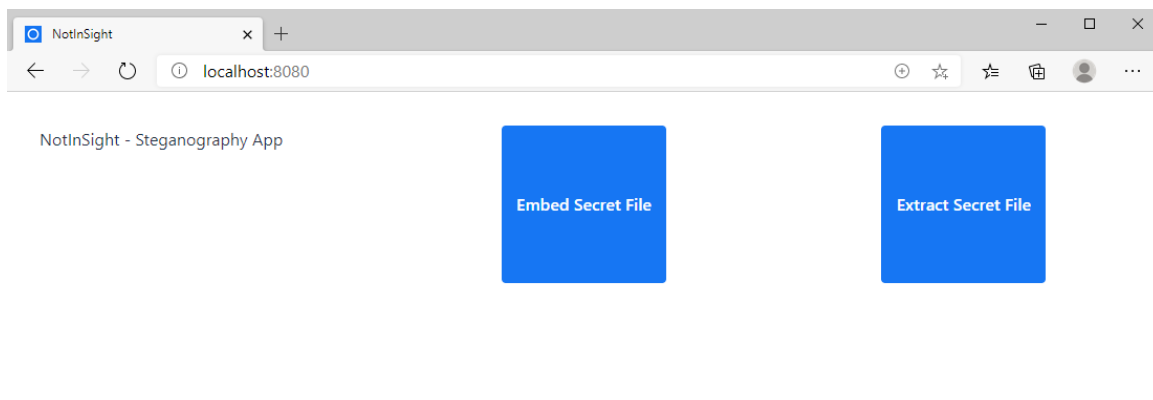 NotInSight
localhost:8080
NotInSight - Steganography App
Embed Secret File
Extract Secret File